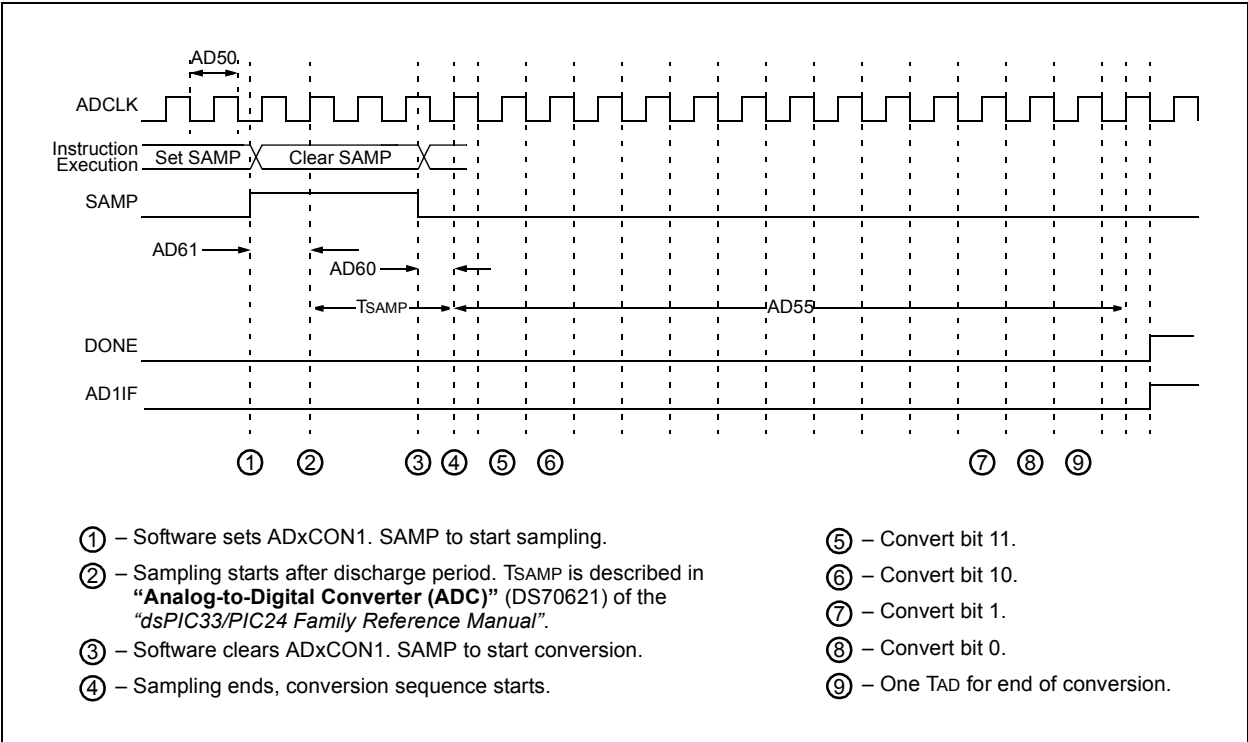 AD50
ADCLK
Instruction
Execution
Set SAMP
Clear SAMP
SAMP
AD61
AD60
TSAMP
AD55
DONE
AD1IF
1 2 3 4 5 6 7 8 9
1 – Software sets ADxCON1. SAMP to start sampling.
2 – Sampling starts after discharge period. TSAMP is described in
“Analog-to-Digital Converter (ADC)” (DS70621) of the
“dsPIC33/PIC24 Family Reference Manual”.
3 – Software clears ADxCON1. SAMP to start conversion.
4 – Sampling ends, conversion sequence starts.
5 – Convert bit 11.
6 – Convert bit 10.
7 – Convert bit 1.
8 – Convert bit 0.
9 – One TAD for end of conversion.